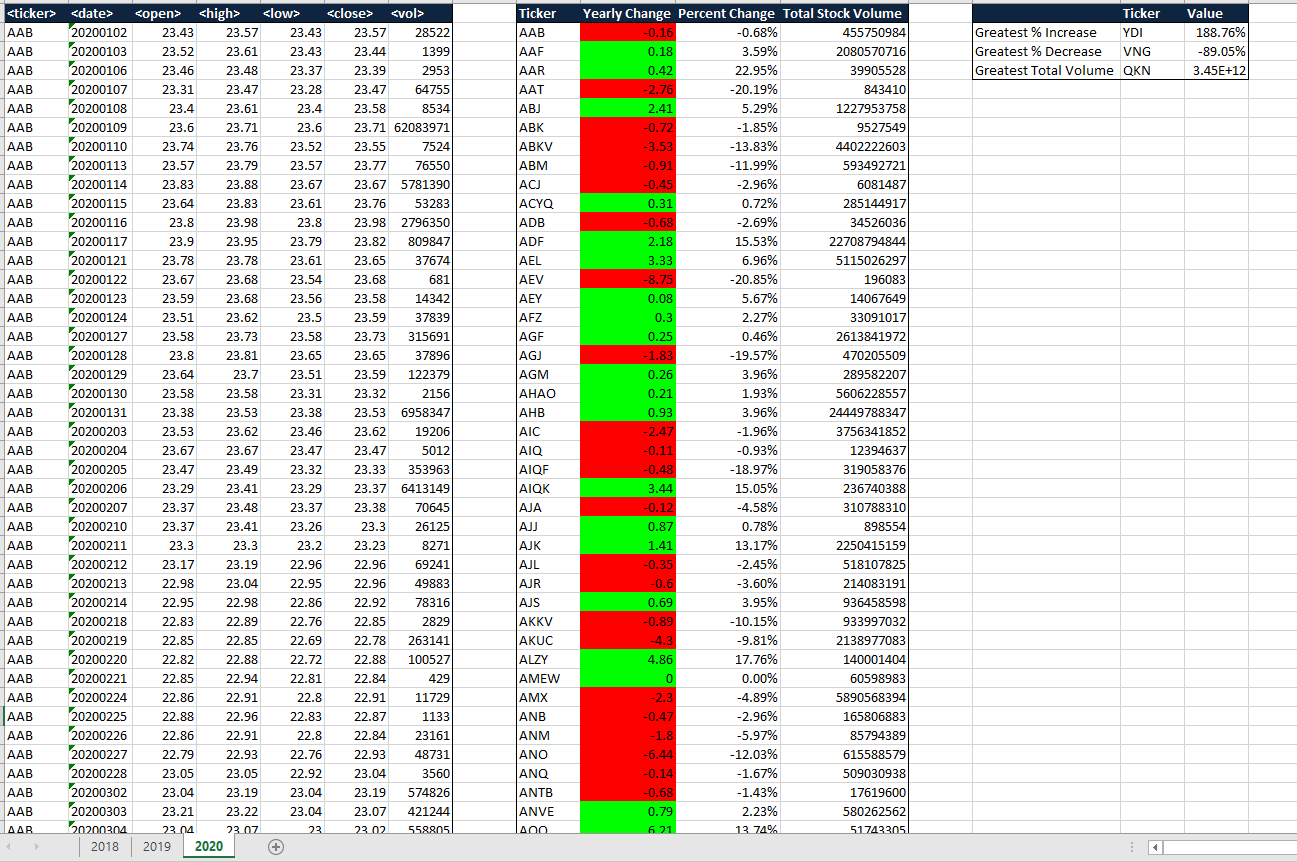 <ticker> <date> <open> <high> <low> <close> <vol> Ticker Yearly Change Percent Change Total Stock Volume Ticker Value
AAB 20200102 23.43 23.57 23.43 23.57 28522 AAB -0.16 -0.68% 455750984 Greatest % Increase YDI 188.76%
AAB 20200103 23.52 23.61 23.43 23.44 1399 AAF 0.18 3.59% 2080570716 Greatest % Decrease VNG -89.05%
AAB 20200106 23.46 23.48 23.37 23.39 2953 AAR 0.42 22.95% 39905528 Greatest Total Volume QKN 3.45E+12
AAB 20200107 23.31 23.47 23.28 23.47 64755 AAT -2.76 -20.19% 843410
AAB 20200108 23.4 23.61 23.4 23.58 8534 ABJ 2.41 5.29% 1227953758
AAB 20200109 23.6 23.71 23.6 23.71 62083971 ABK -0.72 -1.85% 9527549
AAB 20200110 23.74 23.76 23.52 23.55 7524 ABKV -3.53 -13.83% 4402222603
AAB 20200113 23.57 23.79 23.57 23.77 76550 ABM -0.91 -11.99% 593492721
AAB 20200114 23.83 23.88 23.67 23.67 5781390 ACJ -0.45 -2.96% 6081487
AAB 20200115 23.64 23.83 23.61 23.76 53283 ACYQ 0.31 0.72% 285144917
AAB 20200116 23.8 23.98 23.8 23.98 2796350 ADB -0.68 -2.69% 34526036
AAB 20200117 23.9 23.95 23.79 23.82 809847 ADF 2.18 15.53% 22708794844
AAB 20200121 23.78 23.78 23.61 23.65 37674 AEL 3.33 6.96% 5115026297
AAB 20200122 23.67 23.68 23.54 23.68 681 AEV -8.75 -20.85% 196083
AAB 20200123 23.59 23.68 23.56 23.58 14342 AEY 0.08 5.67% 14067649
AAB 20200124 23.51 23.62 23.5 23.59 37839 AFZ 0.3 2.27% 33091017
AAB 20200127 23.58 23.73 23.58 23.73 315691 AGF 0.25 0.46% 2613841972
AAB 20200128 23.8 23.81 23.65 23.65 37896 AGJ -1.83 -19.57% 470205509
AAB 20200129 23.64 23.7 23.51 23.59 122379 AGM 0.26 3.96% 289582207
AAB 20200130 23.58 23.58 23.31 23.32 2156 AHAO 0.21 1.93% 5606228557
AAB 20200131 23.38 23.53 23.38 23.53 6958347 AHB 0.93 3.96% 24449788347
AAB 20200203 23.53 23.62 23.46 23.62 19206 AIC -2.47 -1.96% 3756341852
AAB 20200204 23.67 23.67 23.47 23.47 5012 AIQ -0.11 -0.93% 12394637
AAB 20200205 23.47 23.49 23.32 23.33 353963 AIQF -0.48 -18.97% 319058376
AAB 20200206 23.29 23.41 23.29 23.37 6413149 AIQK 3.44 15.05% 236740388
AAB 20200207 23.37 23.48 23.37 23.38 70645 AJA -0.12 -4.58% 310788310
AAB 20200210 23.37 23.41 23.26 23.3 26125 AJJ 0.87 0.78% 898554
AAB 20200211 23.3 23.3 23.2 23.23 8271 AJK 1.41 13.17% 2250415159
AAB 20200212 23.17 23.19 22.96 22.96 69241 AJL -0.35 -2.45% 518107825
AAB 20200213 22.98 23.04 22.95 22.96 49883 AJR -0.6 -3.60% 214083191
AAB 20200214 22.95 22.98 22.86 22.92 78316 AJS 0.69 3.95% 936458598
AAB 20200218 22.83 22.89 22.76 22.85 2829 AKKV -0.89 -10.15% 933997032
AAB 20200219 22.85 22.85 22.69 22.78 263141 AKUC -4.3 -9.81% 2138977083
AAB 20200220 22.82 22.88 22.72 22.88 100527 ALZY 4.86 17.76% 140001404
AAB 20200221 22.85 22.94 22.81 22.84 429 AMEW 0 0.00% 60598983
AAB 20200224 22.86 22.91 22.8 22.91 11729 AMX -2.3 -4.89% 5890568394
AAB 20200225 22.88 22.96 22.83 22.87 1133 ANB -0.47 -2.96% 165806883
AAB 20200226 22.86 22.91 22.8 22.84 23161 ANM -1.8 -5.97% 85794389
AAB 20200227 22.79 22.93 22.76 22.93 48731 ANO -6.44 -12.03% 615588579
AAB 20200228 23.05 23.05 22.92 23.04 3560 ANQ -0.14 -1.67% 509030938
AAB 20200302 23.04 23.19 23.04 23.19 574826 ANTB -0.68 -1.43% 17619600
AAB 20200303 23.21 23.22 23.04 23.07 421244 ANVE 0.79 2.23% 580262562
AAB 20200304 23.04 23.07 23 23.02 558805 AOO 6.21 13.74% 51743305
2018 2019 2020